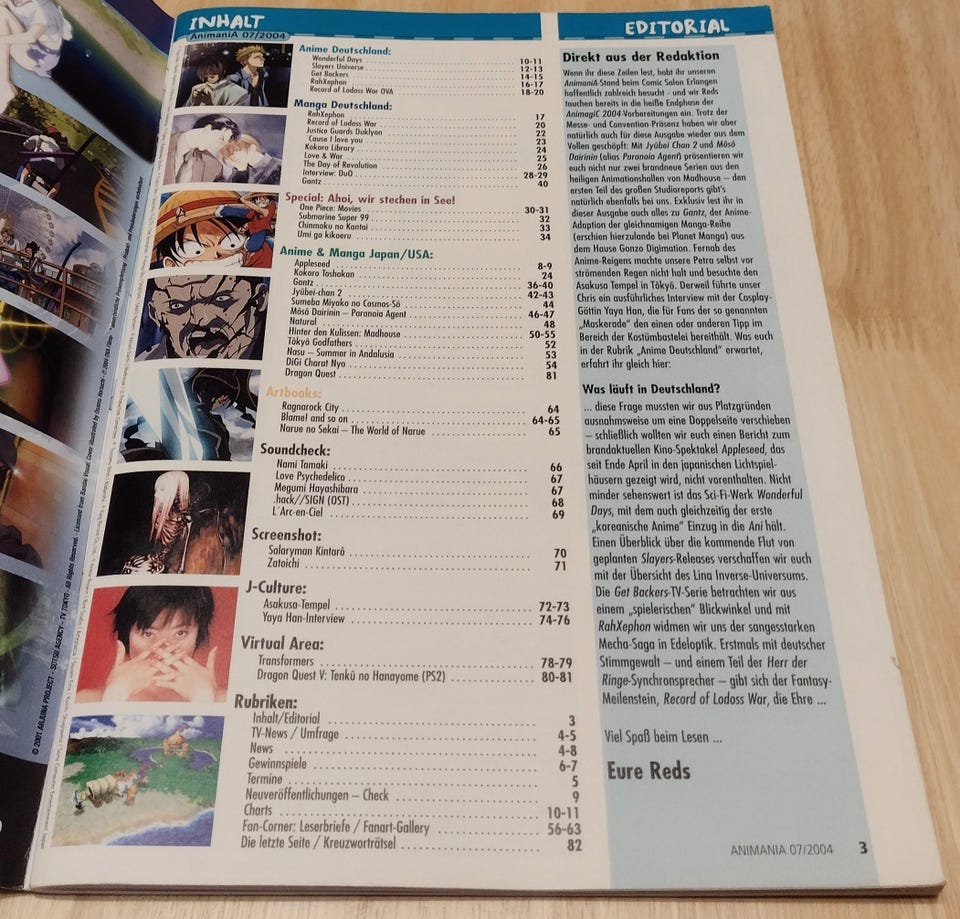 INHALT
AnimaniA 07/2004
Anime Deutschland:
Wonderful Days 10-11
Slayers Universe 12-13
Get Backers 14-15
RahXephon 16-17
Record of Lodoss War OVA 18-20
Manga Deutschland:
RahXephon 17
Record of Lodoss War 20
Justice Guards Duklyon 22
'Cause I love you 23
Kokoro Library 24
Love & War 25
The Day of Revolution 26
Interview: DuO 28-29
Gantz 40
Special: Ahoi, wir stechen in See!
One Piece: Movies 30-31
Submarine Super 99 32
Chinmoku no Kantai 33
Umi ga kikoeru 34
Anime & Manga Japan/USA:
Appleseed 8-9
Kokoro Toshokan 24
Gantz 36-40
Jyûbei-chan 2 42-43
Sumeba Miyako no Cosmos-Sô 44
Môsô Dairinin – Paranoia Agent 46-47
Natural 48
Hinter den Kulissen: Madhouse 50-55
Tôkyô Godfathers 52
Nasu – Summer in Andalusia 53
DiGi Charat Nyo 54
Dragon Quest 81
Artbooks:
Ragnarock City 64
Blame! and so on 64-65
Narue no Sekai – The World of Narue 65
Soundcheck:
Nami Tamaki 66
Love Psychedelico 67
Megumi Hayashibara 67
.hack//SIGN (OST) 68
L´Arc-en-Ciel 69
Screenshot:
Salaryman Kintarô 70
Zatoichi 71
J-Culture:
Asakusa-Tempel 72-73
Yaya Han-Interview 74-76
Virtual Area:
Transformers 78-79
Dragon Quest V: Tenkû no Hanayome (PS2) 80-81
Rubriken:
Inhalt/Editorial 3
TV-News / Umfrage 4-5
News 4-8
Gewinnspiele 6-7
Termine 5
Neuveröffentlichungen – Check 9
Charts 10-11
Fan-Corner: Leserbriefe / Fanart-Gallery 56-63
Die letzte Seite / Kreuzworträtsel 82
EDITORIAL
Direkt aus der Redaktion
Wenn ihr diese Zeilen lest, habt ihr unseren
AnimaniA-Stand beim Comic Salon Erlangen
hoffentlich zahlreich besucht - und wir Reds
tauchen bereits in die heiße Endphase der
AnimagiC 2004-Vorbereitungen ein. Trotz der
Messe- und Convention-Präsenz haben wir aber
natürlich auch für diese Ausgabe wieder aus dem
Vollen geschöpft: Mit Jyûbei Chan 2 und Môsô
Dairinin (alias Paranoia Agent) präsentieren wir
euch nicht nur zwei brandneue Serien aus den
heiligen Animationshallen von Madhouse – den
ersten Teil des großen Studioreports gibt's
natürlich ebenfalls bei uns. Exklusiv lest ihr in
dieser Ausgabe auch alles zu Gantz, der Anime-
Adaption der gleichnamigen Manga-Reihe
(erschien hierzulande bei Planet Manga) aus
dem Hause Gonzo Digimation. Fernab des
Anime-Reigens machte unsere Petra selbst vor
strömenden Regen nicht halt und besuchte den
Asakusa Tempel in Tôkyô. Derweil führte unser
Chris ein ausführliches Interview mit der Cosplay-
Göttin Yaya Han, die für Fans der so genannten
„Maskerade" den einen oder anderen Tipp im
Bereich der Kostümbastelei bereithält. Was euch
in der Rubrik „Anime Deutschland" erwartet,
erfahrt ihr gleich hier:
Was läuft in Deutschland?
... diese Frage mussten wir aus Platzgründen
ausnahmsweise um eine Doppelseite verschieben
– schließlich wollten wir euch einen Bericht zum
brandaktuellen Kino-Spektakel Appleseed, das
seit Ende April in den japanischen Lichtspiel-
häusern gezeigt wird, nicht vorenthalten. Nicht
minder sehenswert ist das Sci-Fi-Werk Wonderful
Days, mit dem auch gleichzeitig der erste
„koreanische Anime" Einzug in die Ani hält.
Einen Überblick über die kommende Flut von
geplanten Slayers-Releases verschaffen wir euch
mit der Übersicht des Lina Inverse-Universums.
Die Get Backers-TV-Serie betrachten wir aus
einem „spielerischen" Blickwinkel und mit
RahXephon widmen wir uns der sangesstarken
Mecha-Saga in Edeloptik. Erstmals mit deutscher
Stimmgewalt – und einem Teil der Herr der
Ringe-Synchronsprecher – gibt sich der Fantasy-
Meilenstein, Record of Lodoss War, die Ehre ...
Viel Spaß beim Lesen ...
Eure Reds
ANIMANIA 07/2004 3
© 2001 ARJUNA PROJECT - SOTSU AGENCY - TV TOKYO - All Rights Reserved.